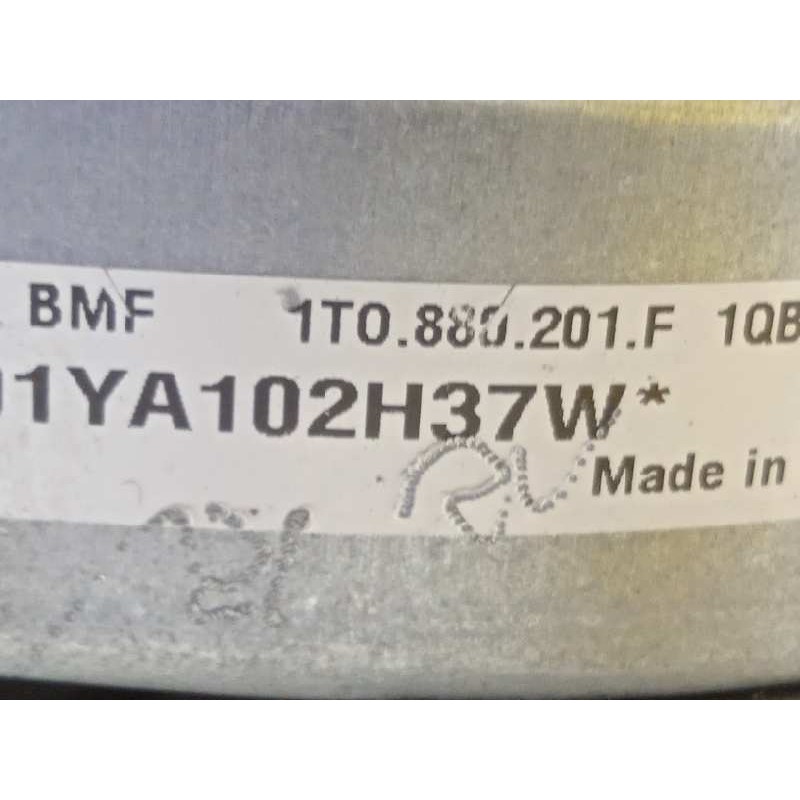 BMF 1T0.880.201.F 1QB
01YA102H37W*
Made in